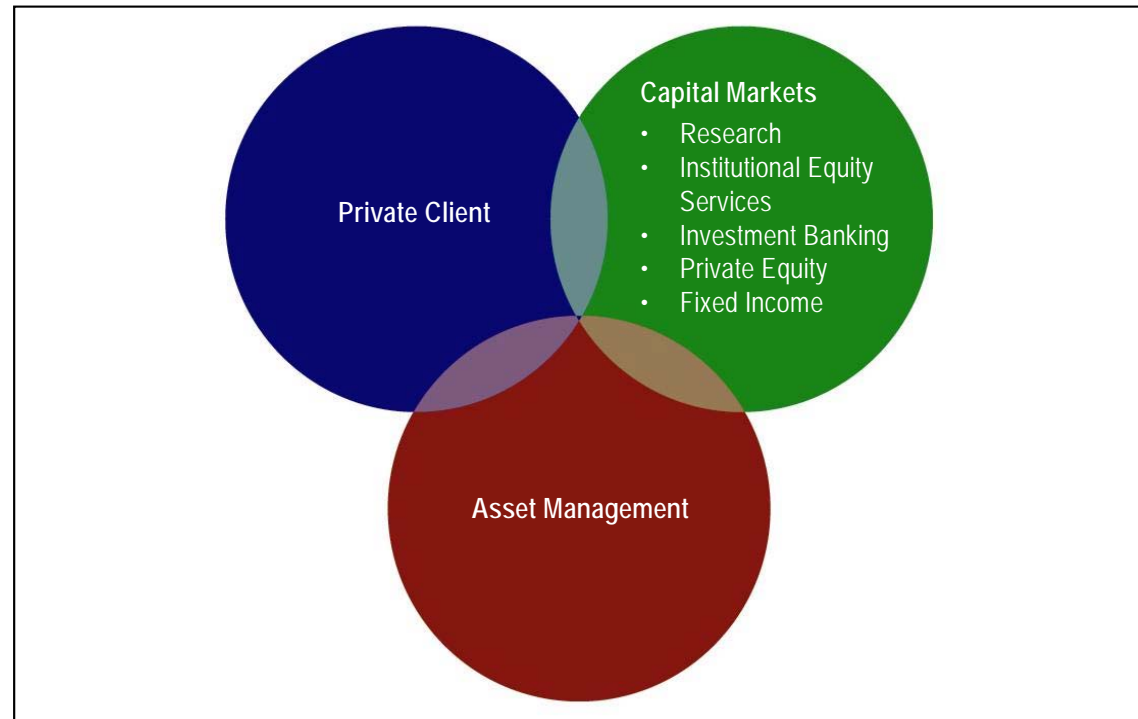 Private Client
Capital Markets
• Research
• Institutional Equity
Services
• Investment Banking
• Private Equity
• Fixed Income
Asset Management